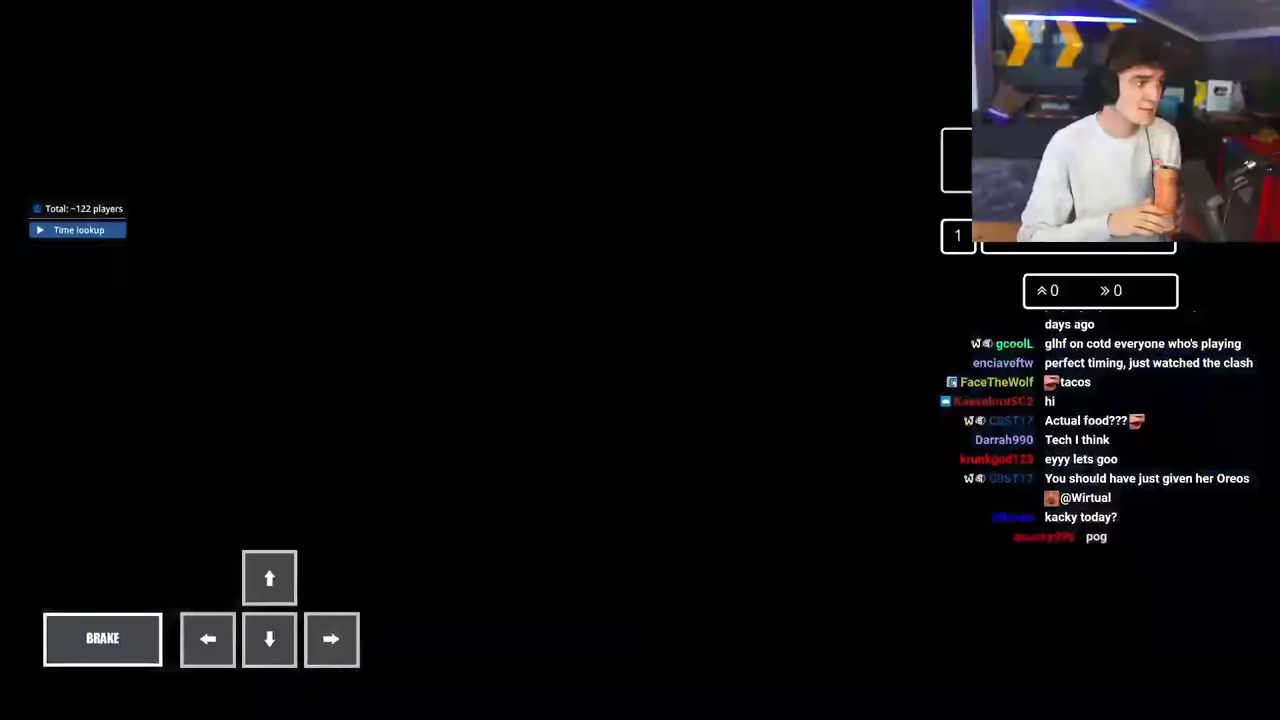 Total: ~122 players
Time lookup
1
0
0
days ago
gcoolL glhf on cotd everyone who's playing
enciaveftw perfect timing, just watched the clash
FaceTheWolf tacos
hi
Actual food???
Darrah990 Tech I think
krunkgod123 eyyy lets goo
You should have just given her Oreos
@Wirtual
kacky today?
pog
BRAKE